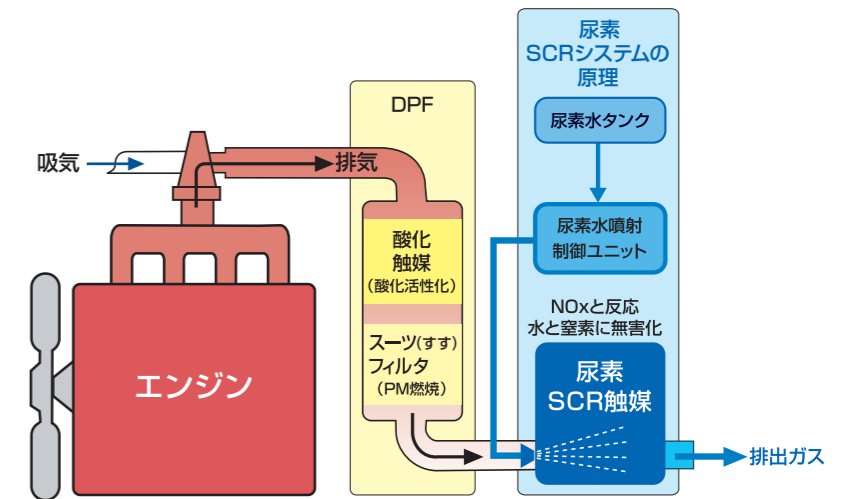 尿素
SCRシステムの
原理
DPF
尿素水タンク
吸気
排気
尿素水噴射
制御ユニット
酸化
触媒
(酸化活性化)
NOxと反応
水と窒素に無害化
スーツ(すす)
フィルタ
(PM燃焼)
エンジン
尿素
SCR触媒
排出ガス